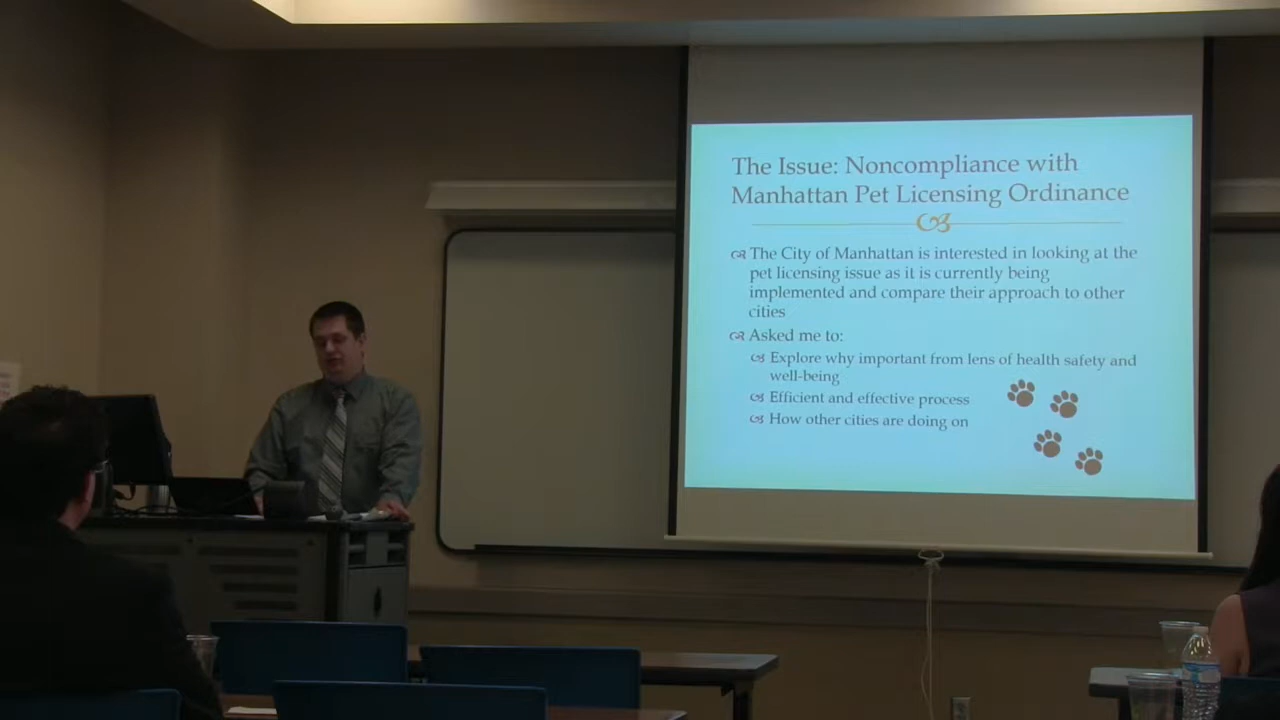 The Issue: Noncompliance with
Manhattan Pet Licensing Ordinance
The City of Manhattan is interested in looking at the
pet licensing issue as it is currently being
implemented and compare their approach to other
cities
Asked me to:
Explore why important from lens of health safety and
well-being
Efficient and effective process
How other cities are doing on